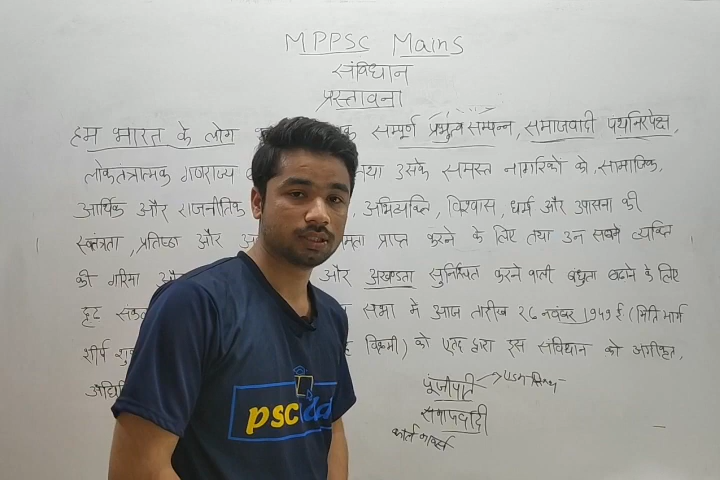 MPPSC Mains
संविधान
प्रस्तावना
हम भारत के लोग सम्पूर्ण प्रभुत्व सम्पन्न, समाजवादी पंथनिरपेक्ष,
लोकतंत्रात्मक गणराज्य तथा उसके समस्त नागरिकों को, सामाजिक,
आर्थिक और राजनीतिक , अभिव्यक्ति, विश्वास, धर्म और उपासना की
स्वतंत्रता, प्रतिष्ठा और प्राप्त करने के लिए तथा उन सबमें व्यक्ति
की गरिमा और अखण्डता सुनिश्चित करने वाली बंधुता बढाने के लिए
दृढ़ सभा मे आज तारीख २६ नवंबर 1949 ई (मिति मार्ग
शीर्ष विक्रमी) को एतद् द्वारा इस संविधान को अंगीकृत,
पूंजीपति
समाजवादी
कार्ल मार्क्स
psc